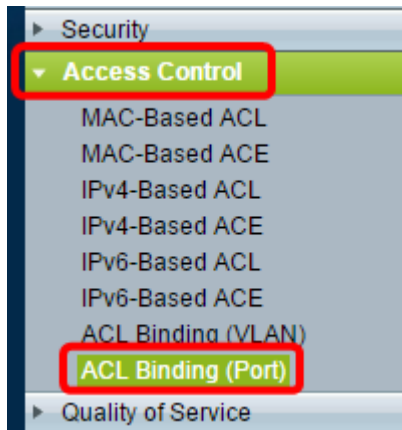 Security
Access Control
MAC-Based ACL
MAC-Based ACE
IPv4-Based ACL
IPv4-Based ACE
IPv6-Based ACL
IPv6-Based ACE
ACL Binding (VLAN)
ACL Binding (Port)
Quality of Service